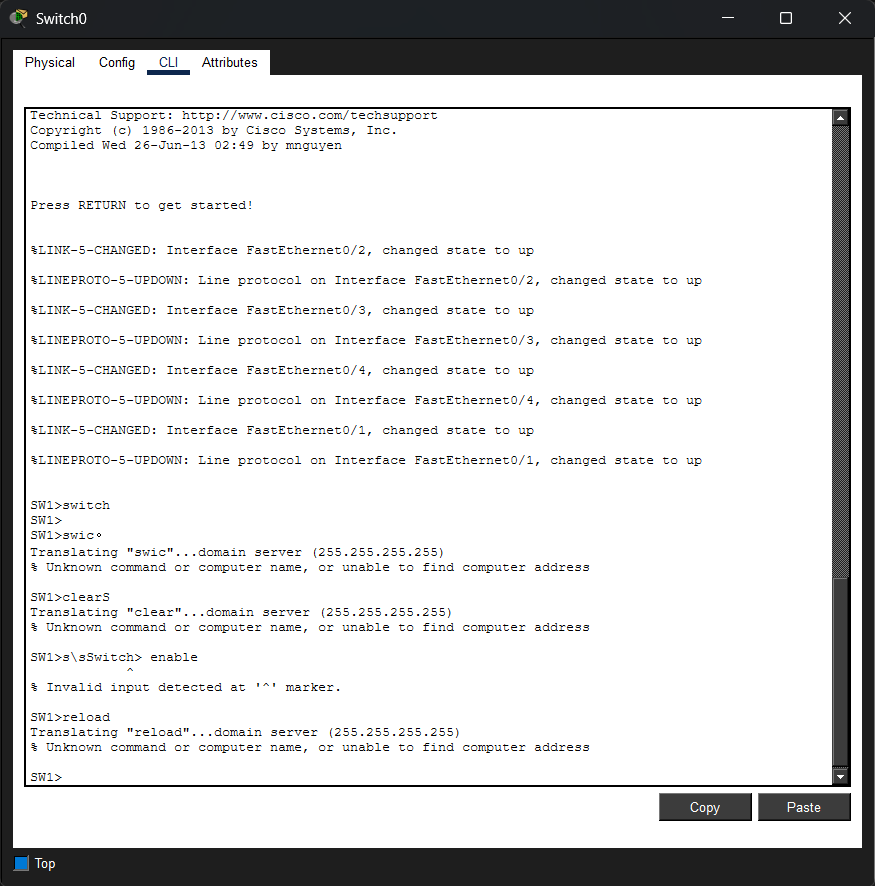 Switch0
Physical Config CLI Attributes
Technical Support: http://www.cisco.com/techsupport
Copyright (c) 1986-2013 by Cisco Systems, Inc.
Compiled Wed 26-Jun-13 02:49 by mnguyen
Press RETURN to get started!
%LINK-5-CHANGED: Interface FastEthernet0/2, changed state to up
%LINEPROTO-5-UPDOWN: Line protocol on Interface FastEthernet0/2, changed state to up
%LINK-5-CHANGED: Interface FastEthernet0/3, changed state to up
%LINEPROTO-5-UPDOWN: Line protocol on Interface FastEthernet0/3, changed state to up
%LINK-5-CHANGED: Interface FastEthernet0/4, changed state to up
%LINEPROTO-5-UPDOWN: Line protocol on Interface FastEthernet0/4, changed state to up
%LINK-5-CHANGED: Interface FastEthernet0/1, changed state to up
%LINEPROTO-5-UPDOWN: Line protocol on Interface FastEthernet0/1, changed state to up
SW1>switch
SW1>
SW1>swic
Translating "swic"...domain server (255.255.255.255)
% Unknown command or computer name, or unable to find computer address
SW1>clearS
Translating "clear"...domain server (255.255.255.255)
% Unknown command or computer name, or unable to find computer address
SW1>s\sSwitch> enable
^
% Invalid input detected at '^' marker.
SW1>reload
Translating "reload"...domain server (255.255.255.255)
% Unknown command or computer name, or unable to find computer address
SW1>
Copy Paste
Top